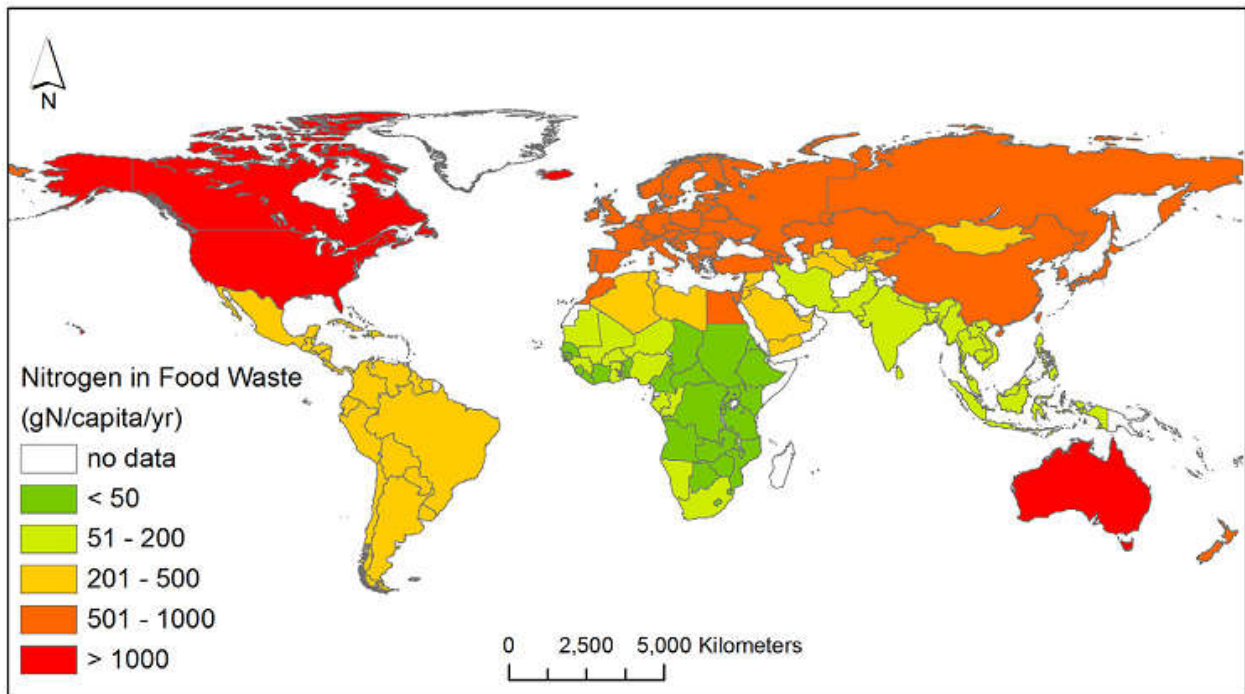 N
Nitrogen in Food Waste
(gN/capita/yr)
no data
< 50
51 - 200
201 - 500
501 - 1000
> 1000
0 2,500 5,000 Kilometers